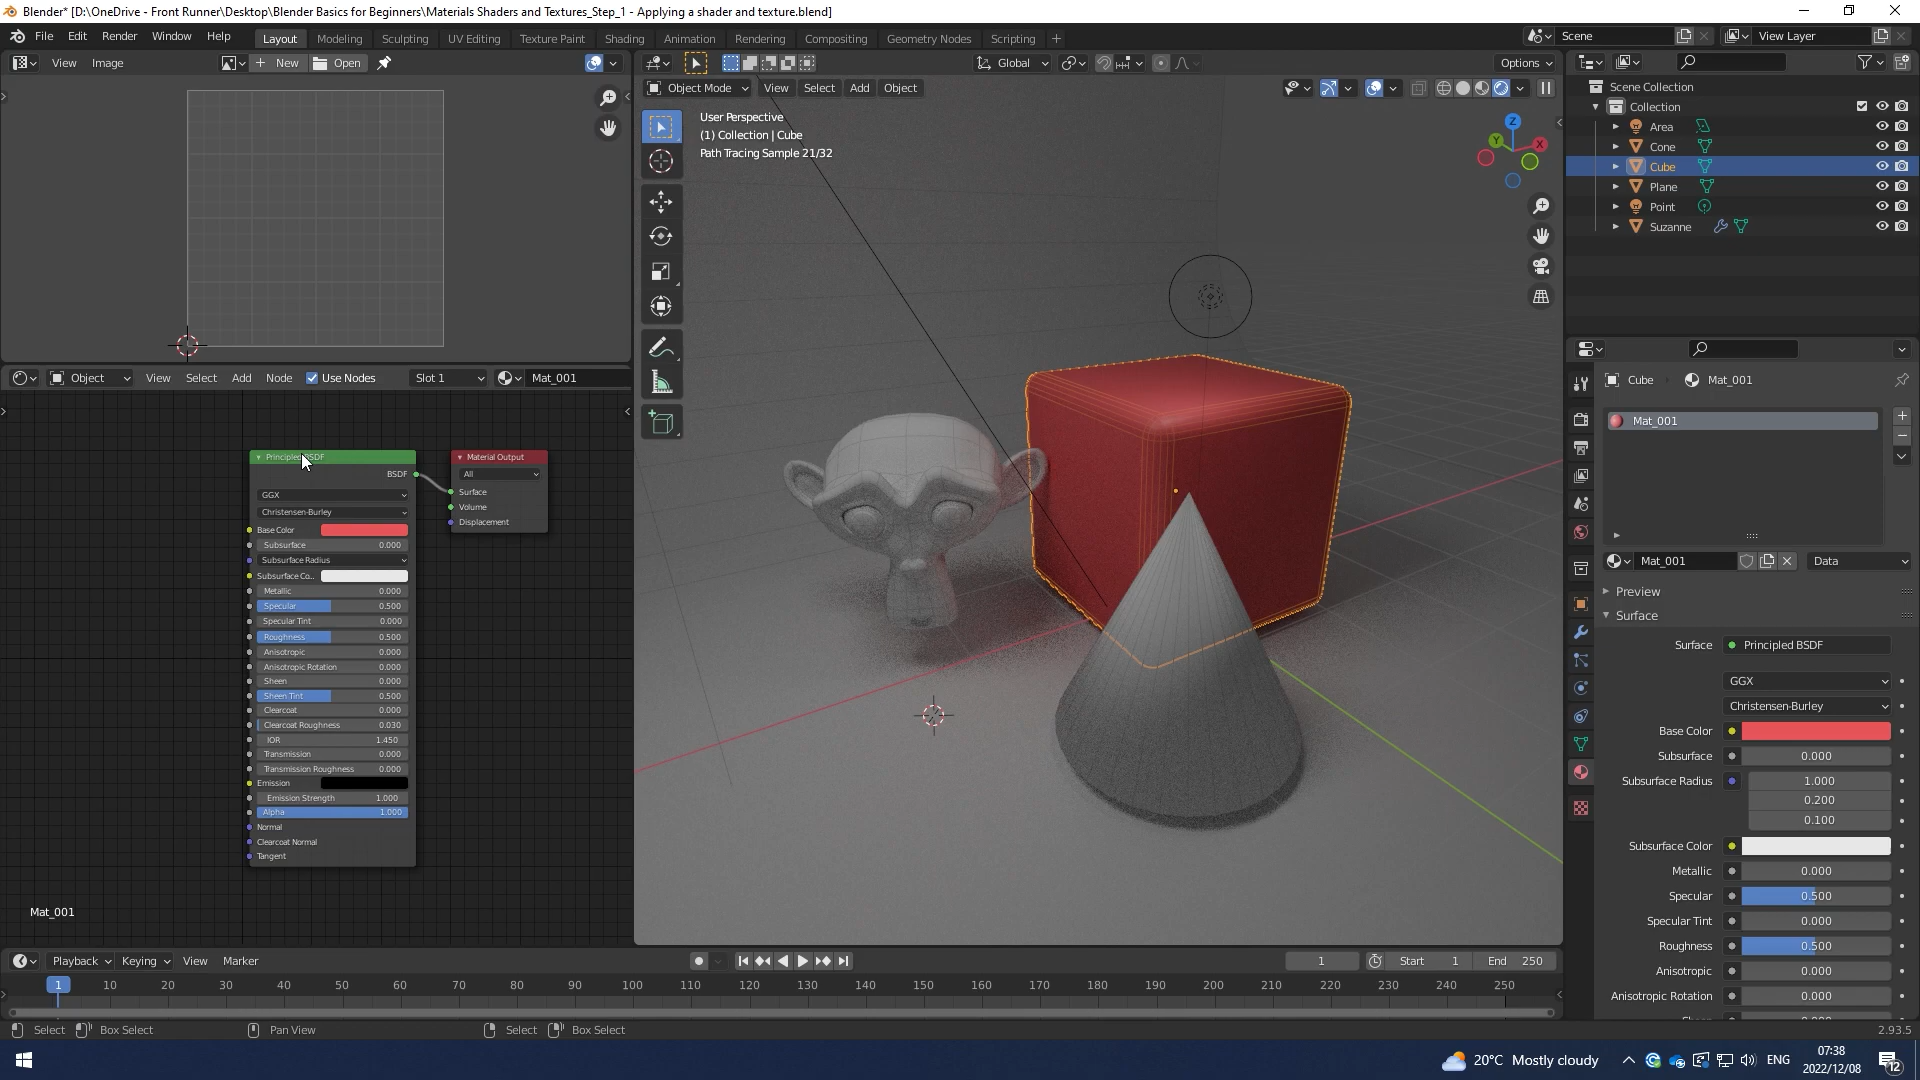 Blender* [D:\OneDrive - Front Runner\Desktop\Blender Basics for Beginners\Materials Shaders and Textures_Step_1 - Applying a shader and texture.blend]
File Edit Render Window Help Layout Modeling Sculpting UV Editing Texture Paint Shading Animation Rendering Compositing Geometry Nodes Scripting + Scene View Layer
View Image New Open Global Options
Object Mode View Select Add Object
User Perspective
(1) Collection | Cube
Path Tracing Sample 21/32
Z
Y
X
Scene Collection
Collection
Area
Cone
Cube
Plane
Point
Suzanne
Object View Select Add Node Use Nodes Slot 1 Mat_001
Principled BSDF
BSDF
GGX
Christensen-Burley
Base Color
Subsurface 0.000
Subsurface Radius
Subsurface Co..
Metallic 0.000
Specular 0.500
Specular Tint 0.000
Roughness 0.500
Anisotropic 0.000
Anisotropic Rotation 0.000
Sheen 0.000
Sheen Tint 0.500
Clearcoat 0.000
Clearcoat Roughness 0.030
IOR 1.450
Transmission 0.000
Transmission Roughness 0.000
Emission
Emission Strength 1.000
Alpha 1.000
Normal
Clearcoat Normal
Tangent
Material Output
All
Surface
Volume
Displacement
Mat_001
Cube Mat_001
Mat_001
Mat_001 Data
Preview
Surface
Surface Principled BSDF
GGX
Christensen-Burley
Base Color
Subsurface 0.000
Subsurface Radius 1.000
0.200
0.100
Subsurface Color
Metallic 0.000
Specular 0.500
Specular Tint 0.000
Roughness 0.500
Anisotropic 0.000
Anisotropic Rotation 0.000
Playback Keying View Marker 1 Start 1 End 250
1 10 20 30 40 50 60 70 80 90 100 110 120 130 140 150 160 170 180 190 200 210 220 230 240 250
Select Box Select Pan View Select Box Select 2.93.5
20°C Mostly cloudy ENG 07:38
2022/12/08 12